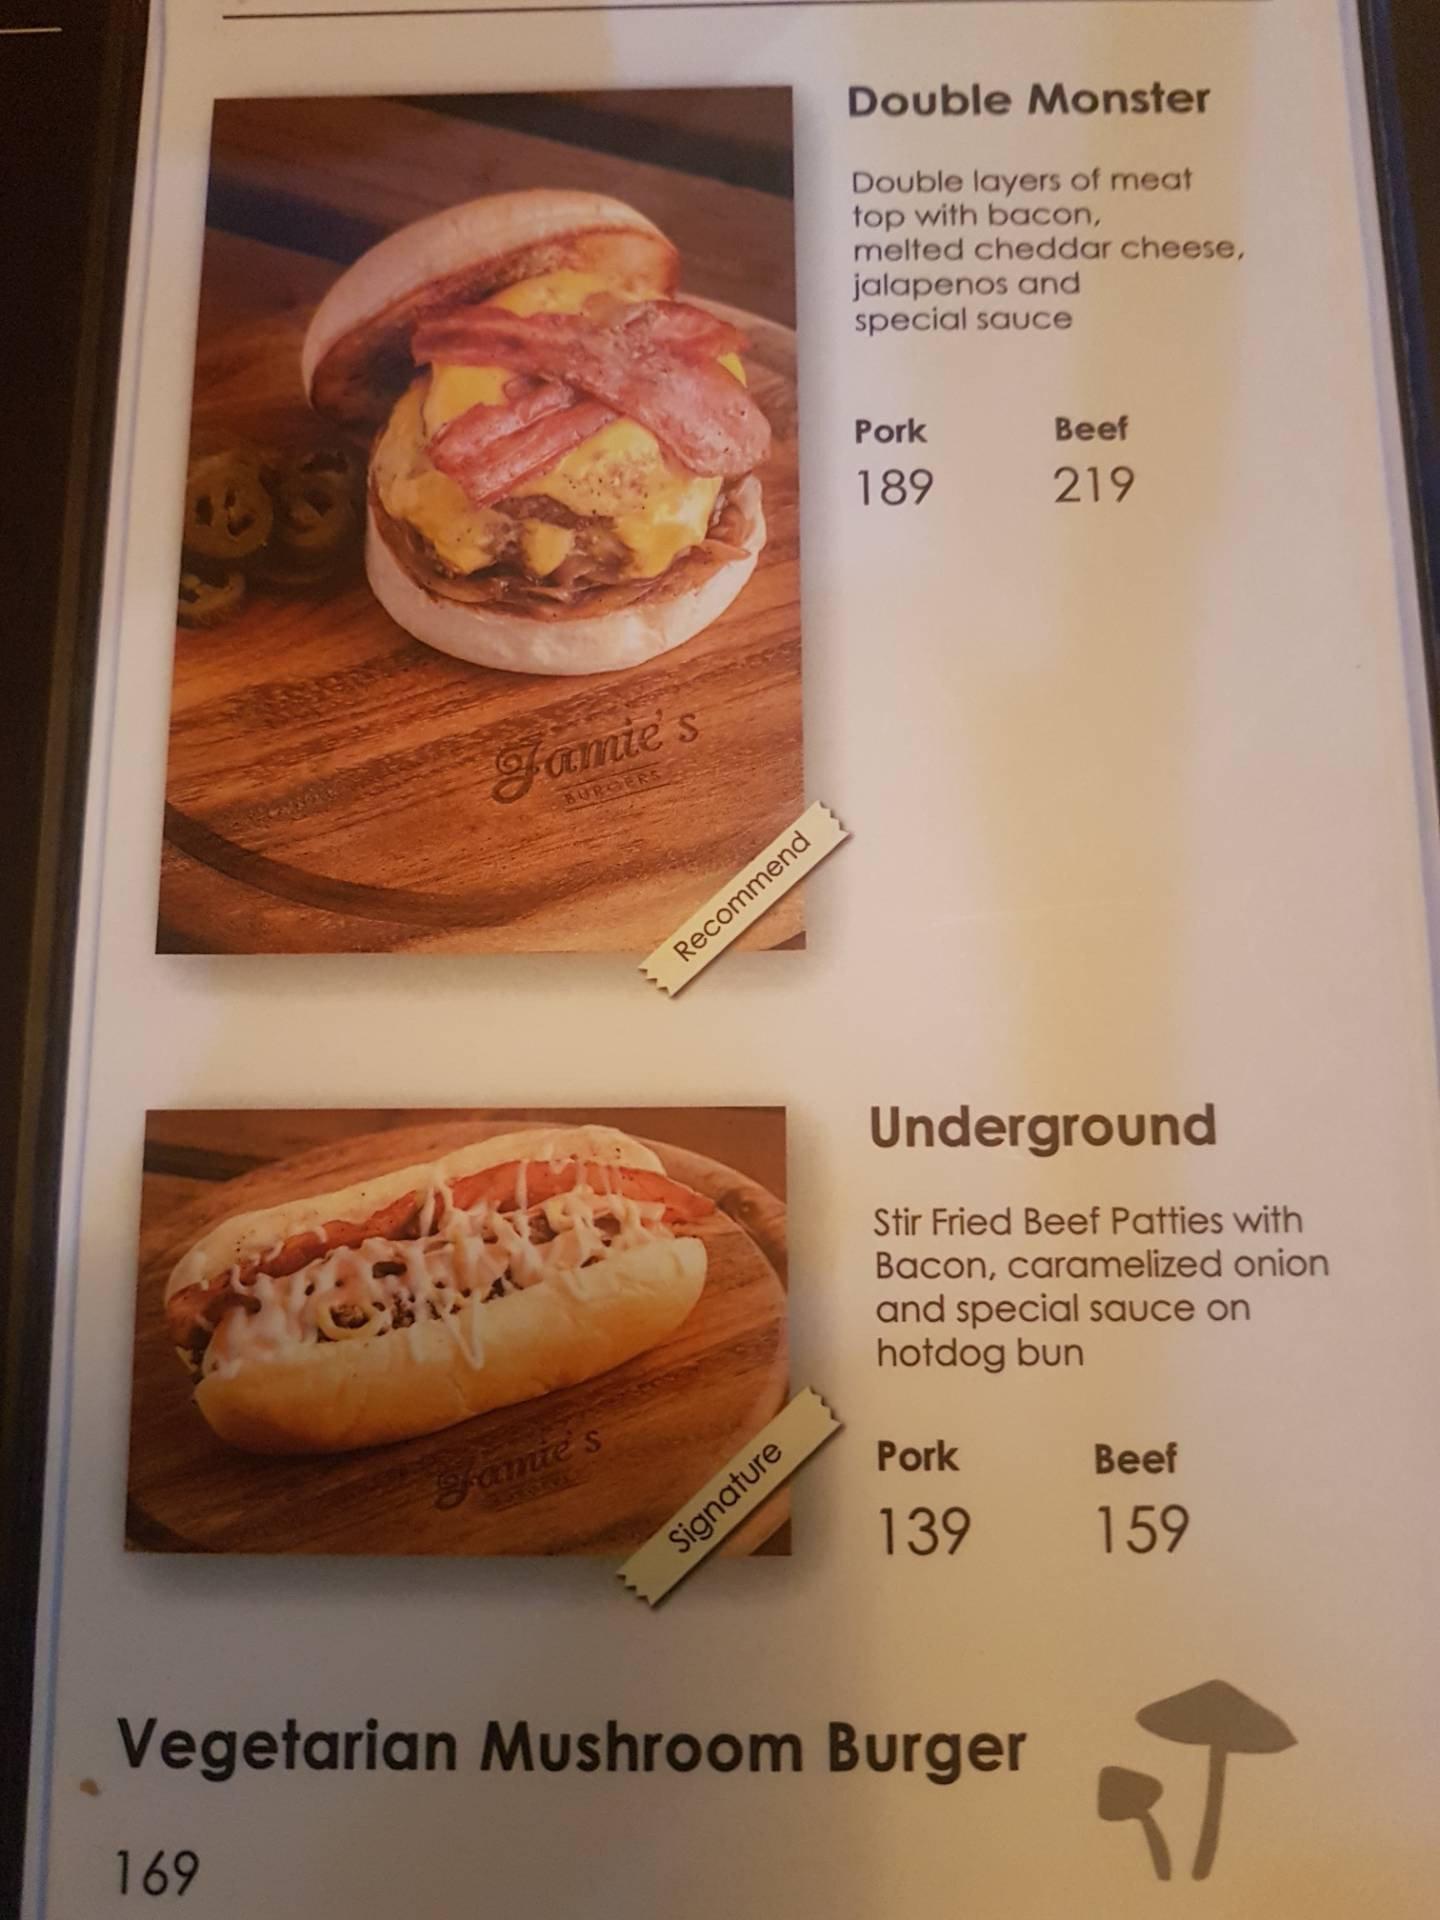 Double Monster
Double layers of meat
top with bacon,
melted cheddar cheese,
jalapenos and
special sauce
Pork Beef
189 219
Jamie's
BURGERS
Recommend
Underground
Stir Fried Beef Patties with
Bacon, caramelized onion
and special sauce on
hotdog bun
Pork Beef
139 159
Jamie's
BURGERS
Signature
Vegetarian Mushroom Burger
169